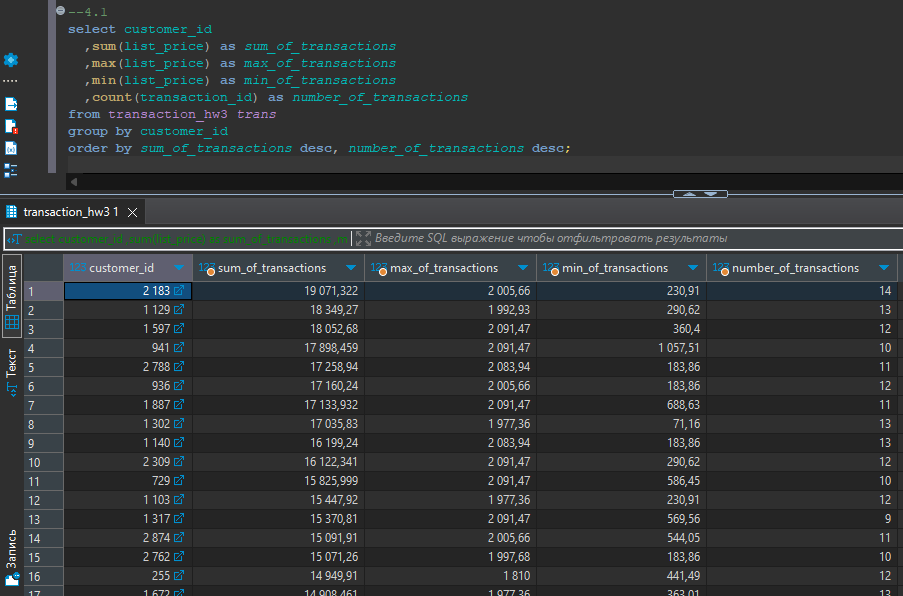 --4.1
select customer_id
,sum(list_price) as sum_of_transactions
,max(list_price) as max_of_transactions
,min(list_price) as min_of_transactions
,count(transaction_id) as number_of_transactions
from transaction_hw3 trans
group by customer_id
order by sum_of_transactions desc, number_of_transactions desc;
transaction_hw3 1
select customer_id ,sum(list_price) as sum_of_transactions ,m Введите SQL выражение чтобы отфильтровать результаты
Таблица
Текст
Запись
123 customer_id 123 sum_of_transactions 123 max_of_transactions 123 min_of_transactions 123 number_of_transactions
1 2 183 19 071,322 2 005,66 230,91 14
2 1 129 18 349,27 1 992,93 290,62 13
3 1 597 18 052,68 2 091,47 360,4 12
4 941 17 898,459 2 091,47 1 057,51 10
5 2 788 17 258,94 2 083,94 183,86 11
6 936 17 160,24 2 005,66 183,86 12
7 1 887 17 133,932 2 091,47 688,63 11
8 1 302 17 035,83 1 977,36 71,16 13
9 1 140 16 199,24 2 083,94 183,86 13
10 2 309 16 122,341 2 091,47 290,62 12
11 729 15 825,999 2 091,47 586,45 10
12 1 103 15 447,92 1 977,36 230,91 12
13 1 317 15 370,81 2 091,47 569,56 9
14 2 874 15 091,91 2 005,66 544,05 11
15 2 762 15 071,26 1 997,68 183,86 10
16 255 14 949,91 1 810 441,49 12
17 1 672 14 908,461 1 977,36 363,01 13